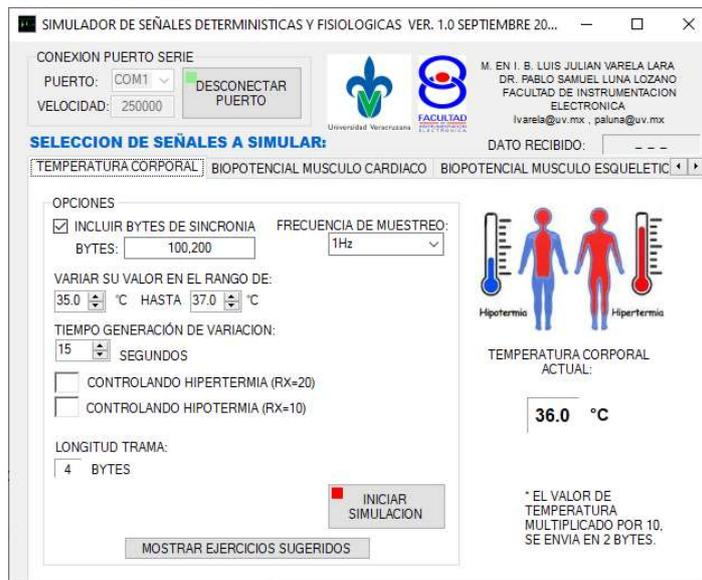 SIMULADOR DE SEÑALES DETERMINISTICAS Y FISIOLOGICAS VER. 1.0 SEPTIEMBRE 20...
CONEXION PUERTO SERIE
PUERTO: COM1
DESCONECTAR PUERTO
VELOCIDAD: 250000
Universidad Veracruzana
FACULTAD
INSTRUMENTACION
ELECTRONICA
M. EN I. B. LUIS JULIAN VARELA LARA
DR. PABLO SAMUEL LUNA LOZANO
FACULTAD DE INSTRUMENTACION
ELECTRONICA
lvarela@uv.mx , paluna@uv.mx
SELECCION DE SEÑALES A SIMULAR:
DATO RECIBIDO: - - -
TEMPERATURA CORPORAL BIOPOTENCIAL MUSCULO CARDIACO BIOPOTENCIAL MUSCULO ESQUELETIC
OPCIONES
INCLUIR BYTES DE SINCRONIA
BYTES: 100,200
FRECUENCIA DE MUESTREO:
1Hz
VARIAR SU VALOR EN EL RANGO DE:
35.0 °C HASTA 37.0 °C
TIEMPO GENERACIÓN DE VARIACION:
15 SEGUNDOS
CONTROLANDO HIPERTERMIA (RX=20)
CONTROLANDO HIPOTERMIA (RX=10)
LONGITUD TRAMA:
4 BYTES
INICIAR
SIMULACION
MOSTRAR EJERCICIOS SUGERIDOS
Hipotermia
Hipertermia
TEMPERATURA CORPORAL
ACTUAL:
36.0 °C
* EL VALOR DE
TEMPERATURA
MULTIPLICADO POR 10,
SE ENVIA EN 2 BYTES.